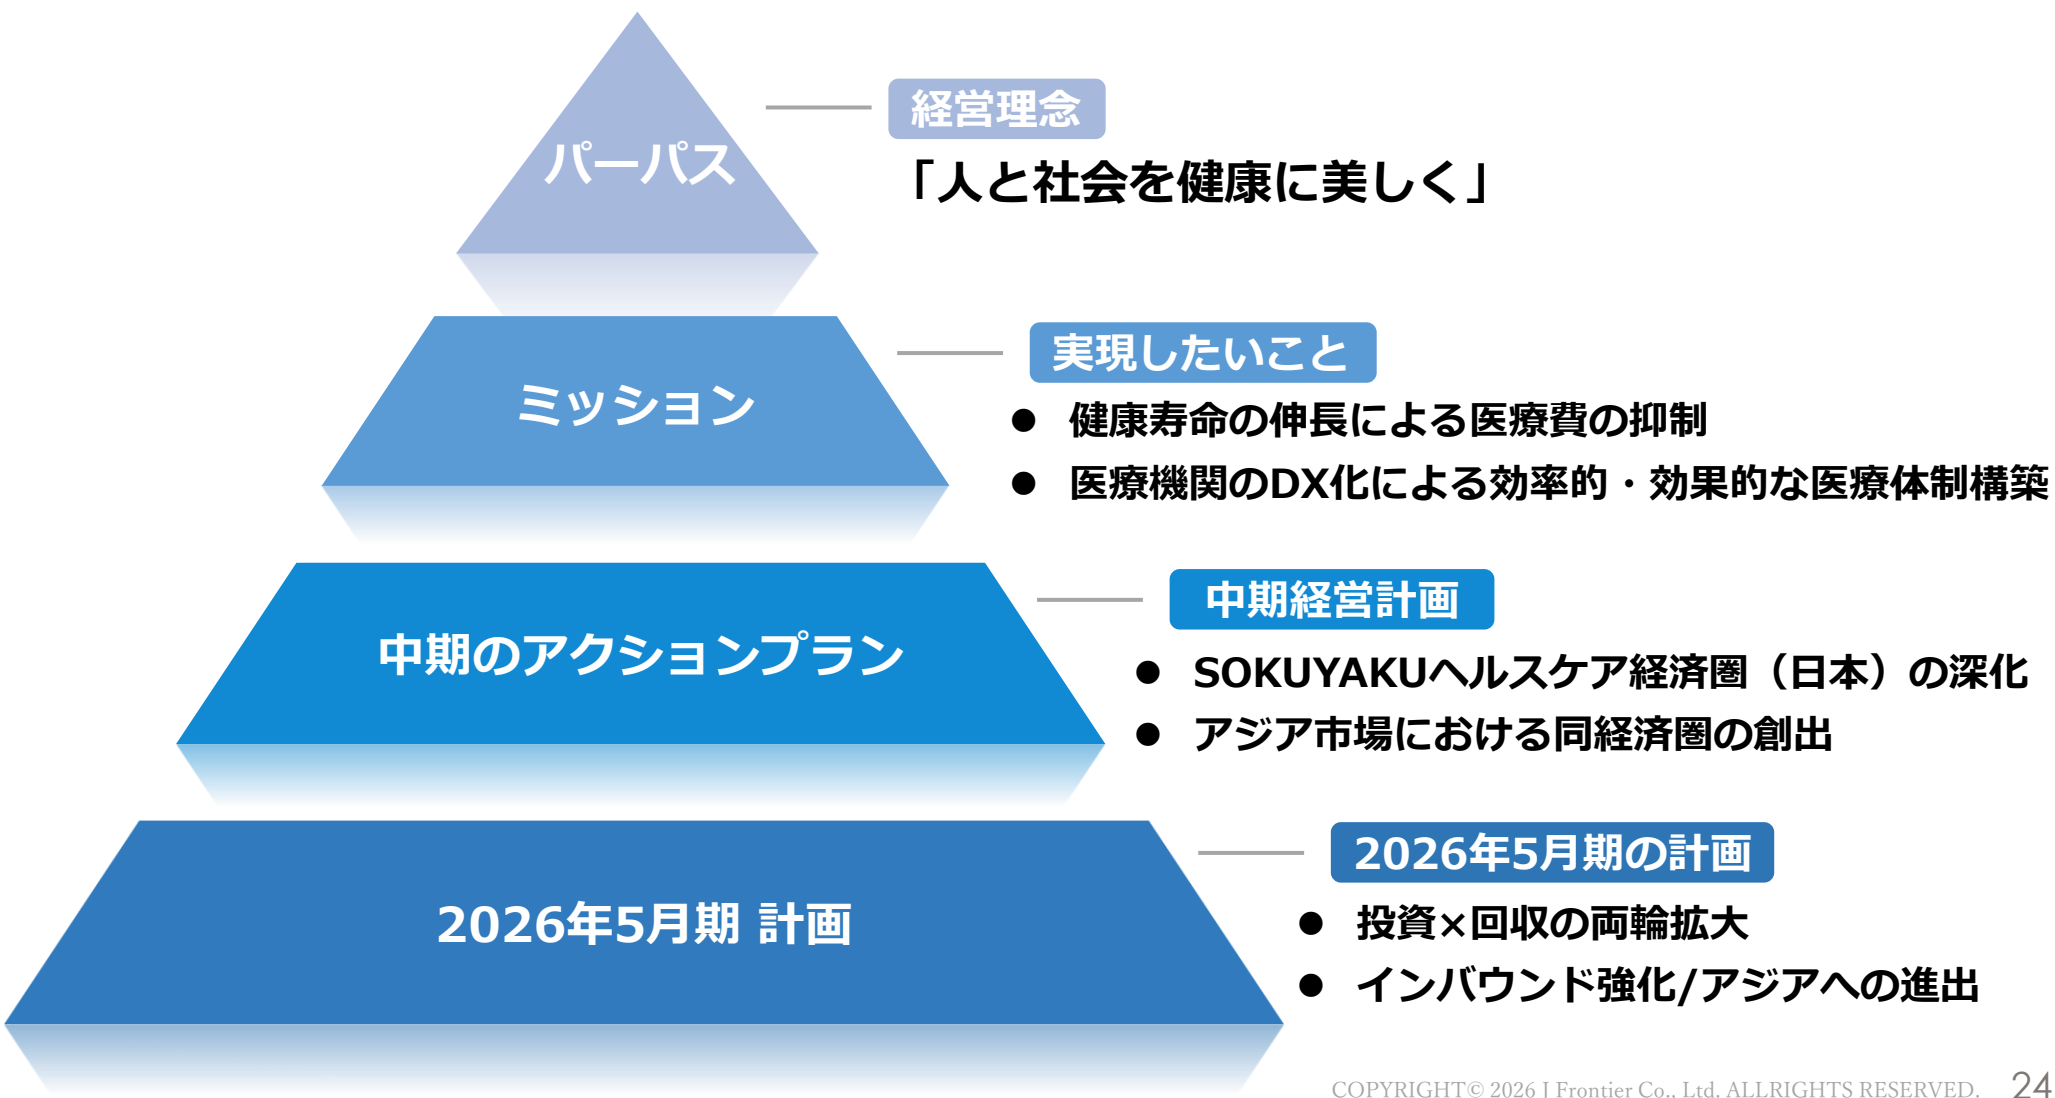 パーパス
経営理念
「人と社会を健康に美しく」
ミッション
実現したいこと
● 健康寿命の伸長による医療費の抑制
● 医療機関のDX化による効率的・効果的な医療体制構築
中期のアクションプラン
中期経営計画
● SOKUYAKUヘルスケア経済圏（日本）の深化
● アジア市場における同経済圏の創出
2026年5月期 計画
2026年5月期の計画
● 投資×回収の両輪拡大
● インバウンド強化/アジアへの進出
COPYRIGHT© 2026 J Frontier Co., Ltd. ALLRIGHTS RESERVED.
24